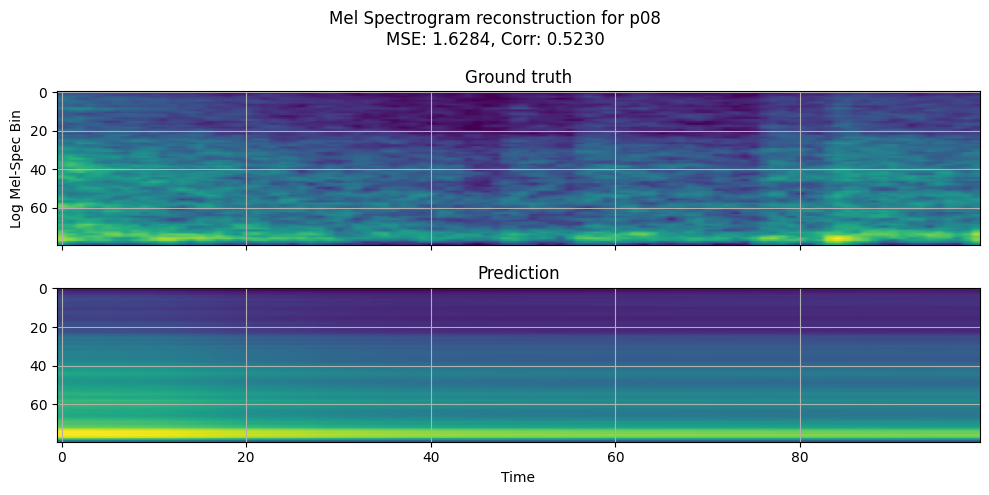 Mel Spectrogram reconstruction for p08
MSE: 1.6284, Corr: 0.5230
Ground truth
0
20
40
60
Log Mel-Spec Bin
Prediction
0
20
40
60
0 20 40 60 80
Time